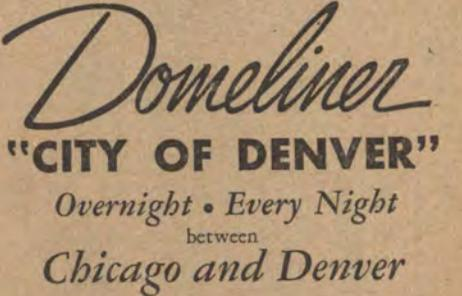 Domeliner
"CITY OF DENVER"
Overnight • Every Night
between
Chicago and Denver